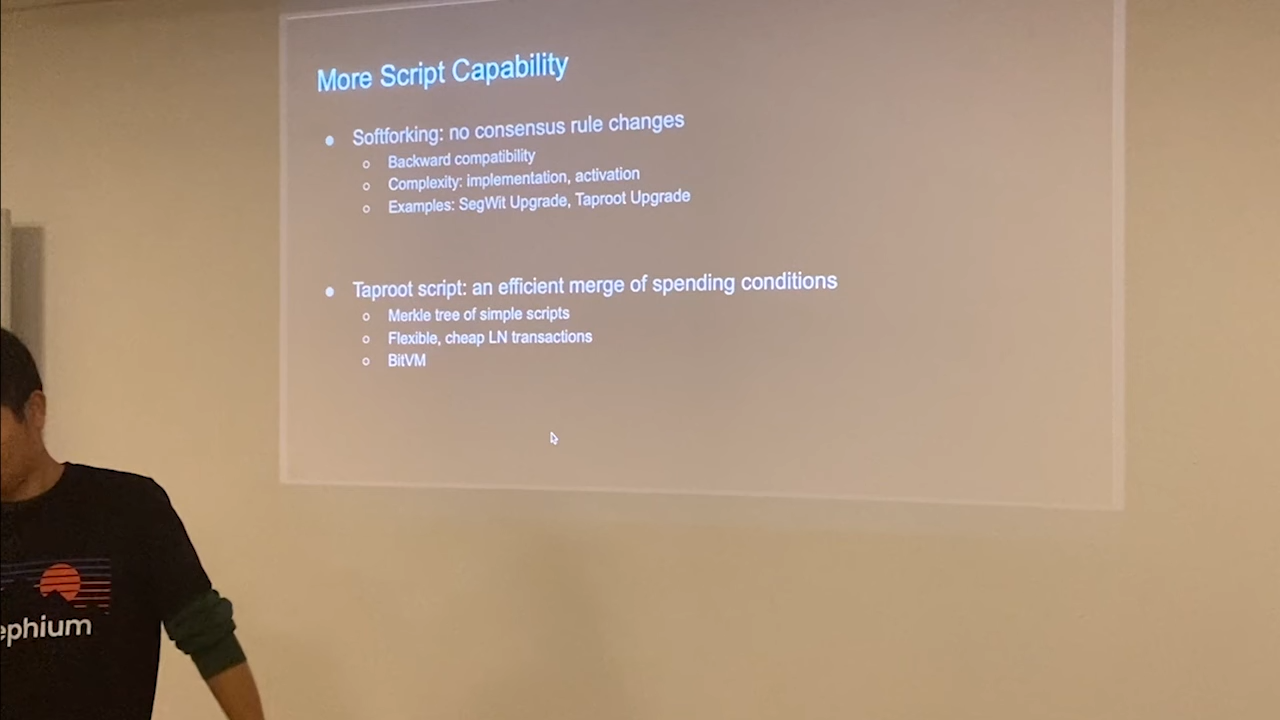 More Script Capability
● Softforking: no consensus rule changes
○ Backward compatibility
○ Complexity: implementation, activation
○ Examples: SegWit Upgrade, Taproot Upgrade
● Taproot script: an efficient merge of spending conditions
○ Merkle tree of simple scripts
○ Flexible, cheap LN transactions
○ BitVM
ephium